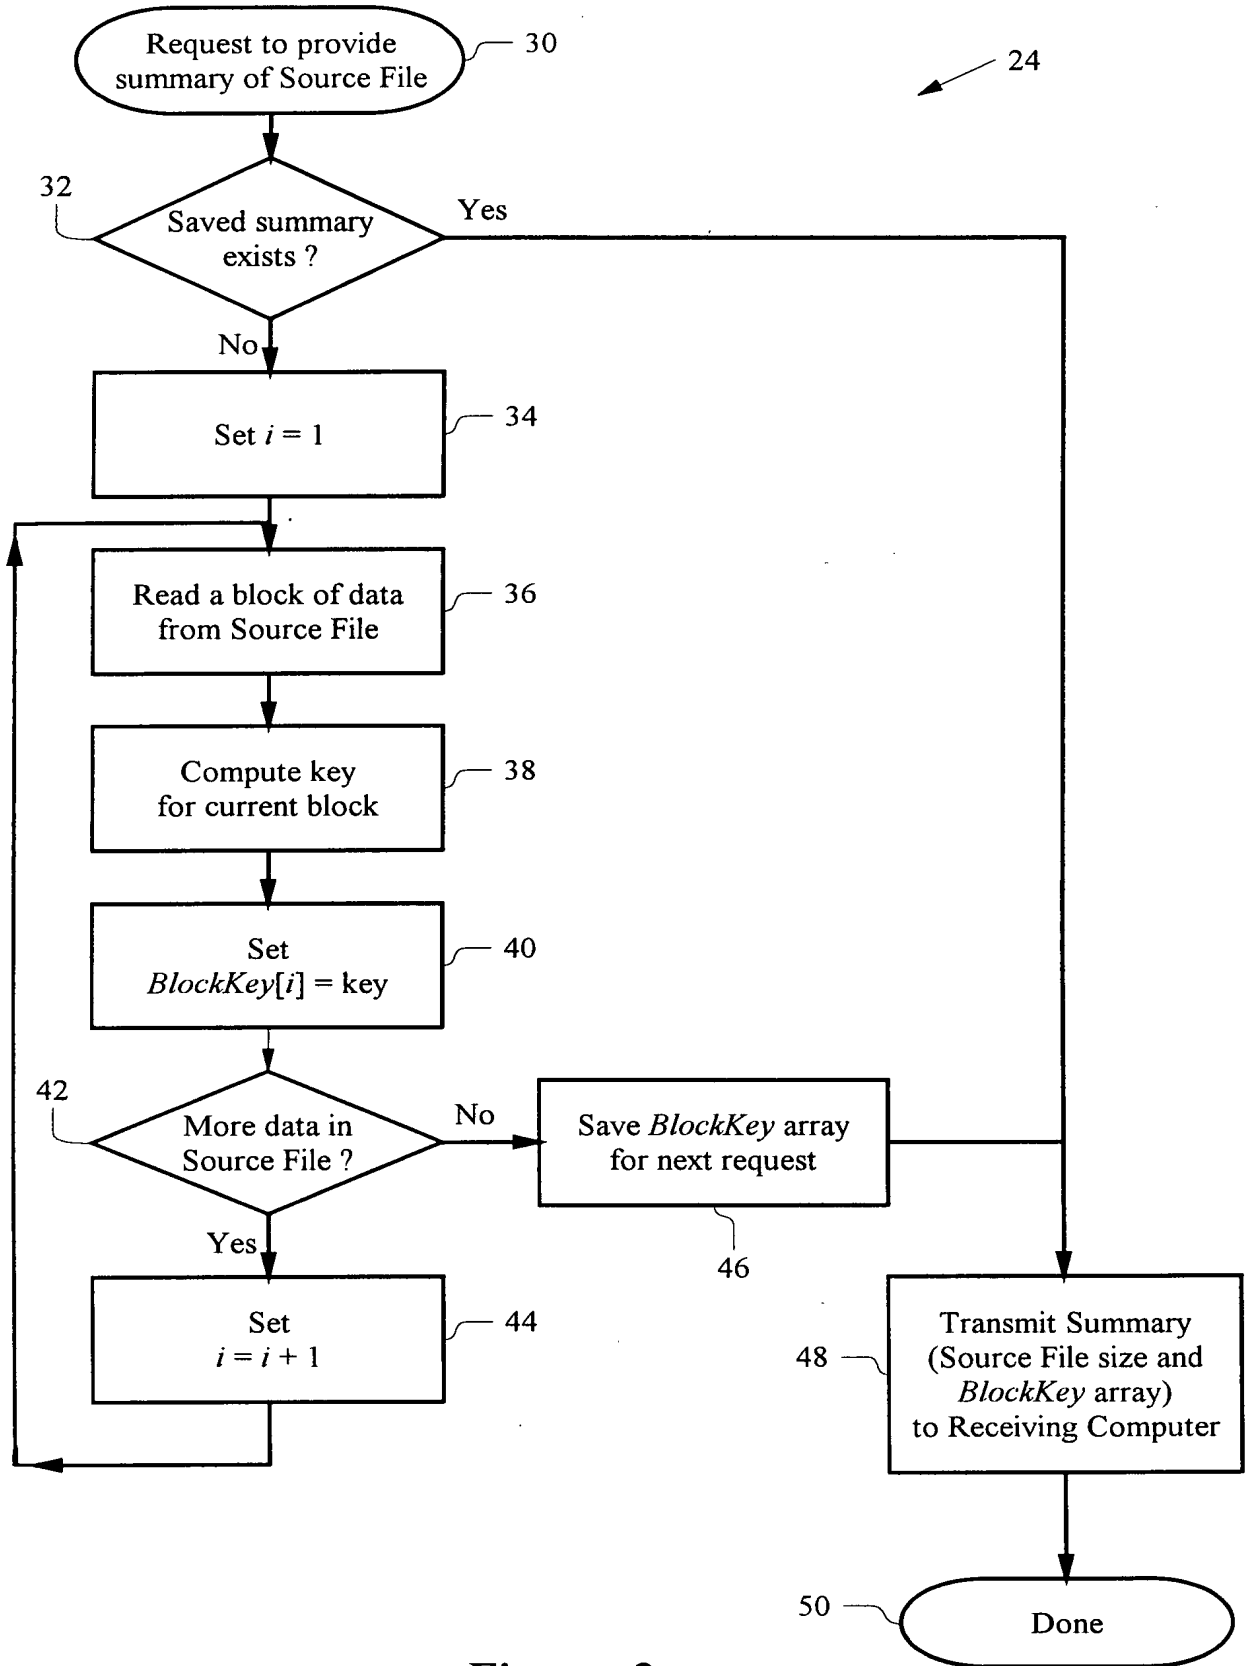 Request to provide
summary of Source File
30
24
32
Saved summary
exists ?
Yes
No
Set i = 1
34
Read a block of data
from Source File
36
Compute key
for current block
38
Set
BlockKey[i] = key
40
42
More data in
Source File ?
No
Save BlockKey array
for next request
46
Yes
Set
i = i + 1
44
48
Transmit Summary
(Source File size and
BlockKey array)
to Receiving Computer
50
Done